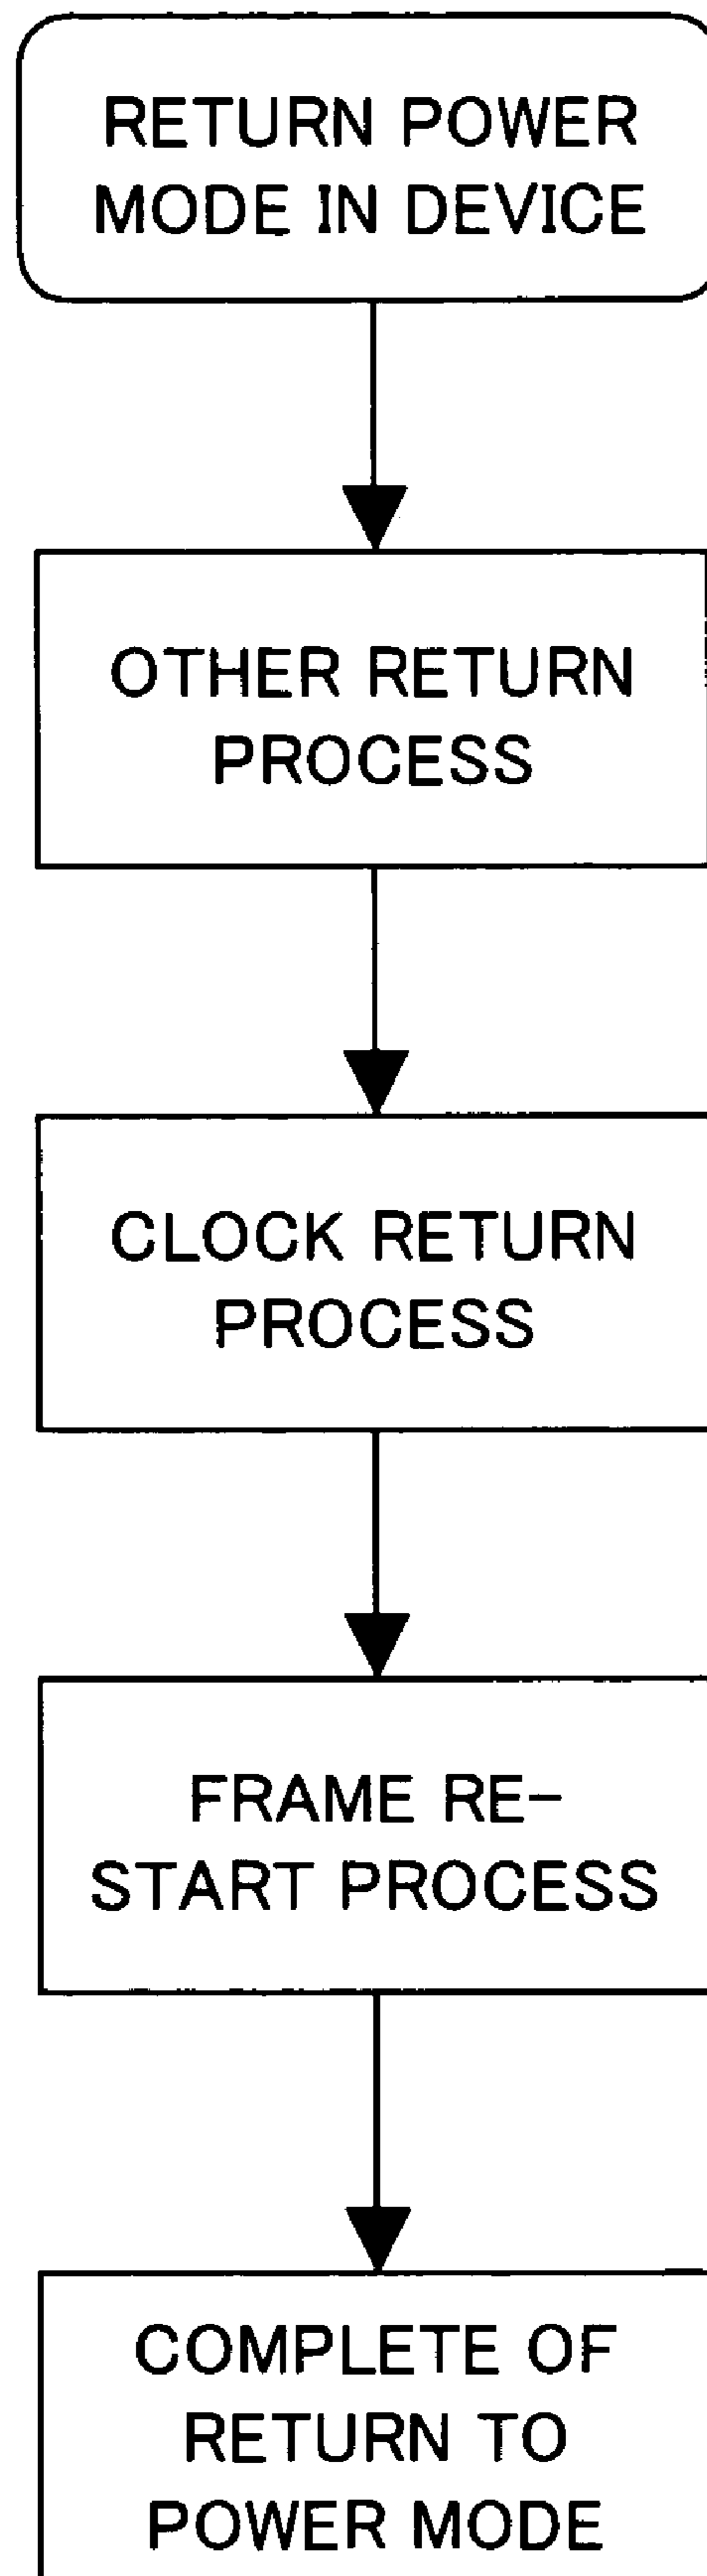 RETURN POWER
MODE IN DEVICE
OTHER RETURN
PROCESS
CLOCK RETURN
PROCESS
FRAME RE-
START PROCESS
COMPLETE OF
RETURN TO
POWER MODE